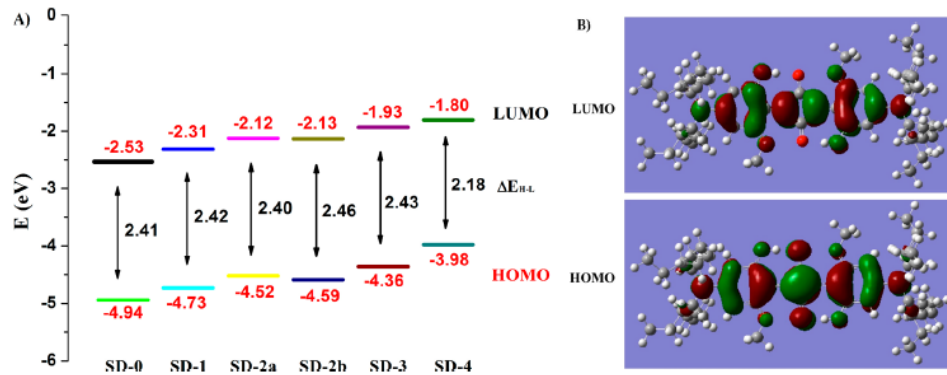 A)
E (eV)
0
-1
-2
-3
-4
-5
-6
-2.53
-2.31
-2.12
-2.13
-1.93
-1.80
LUMO
2.41
2.42
2.40
2.46
2.43
2.18
ΔE_H-L
-4.94
-4.73
-4.52
-4.59
-4.36
-3.98
HOMO
SD-0 SD-1 SD-2a SD-2b SD-3 SD-4
B)
LUMO
HOMO